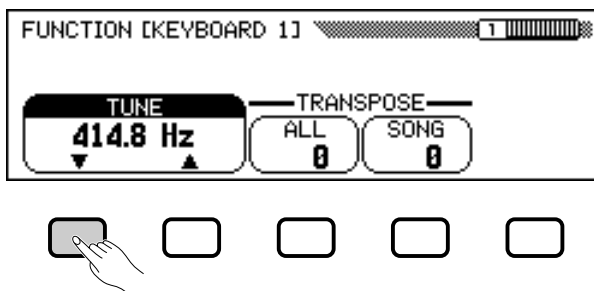 FUNCTION [KEYBOARD 1]
1
TUNE
TRANSPOSE
414.8 Hz
ALL
SONG
0
0